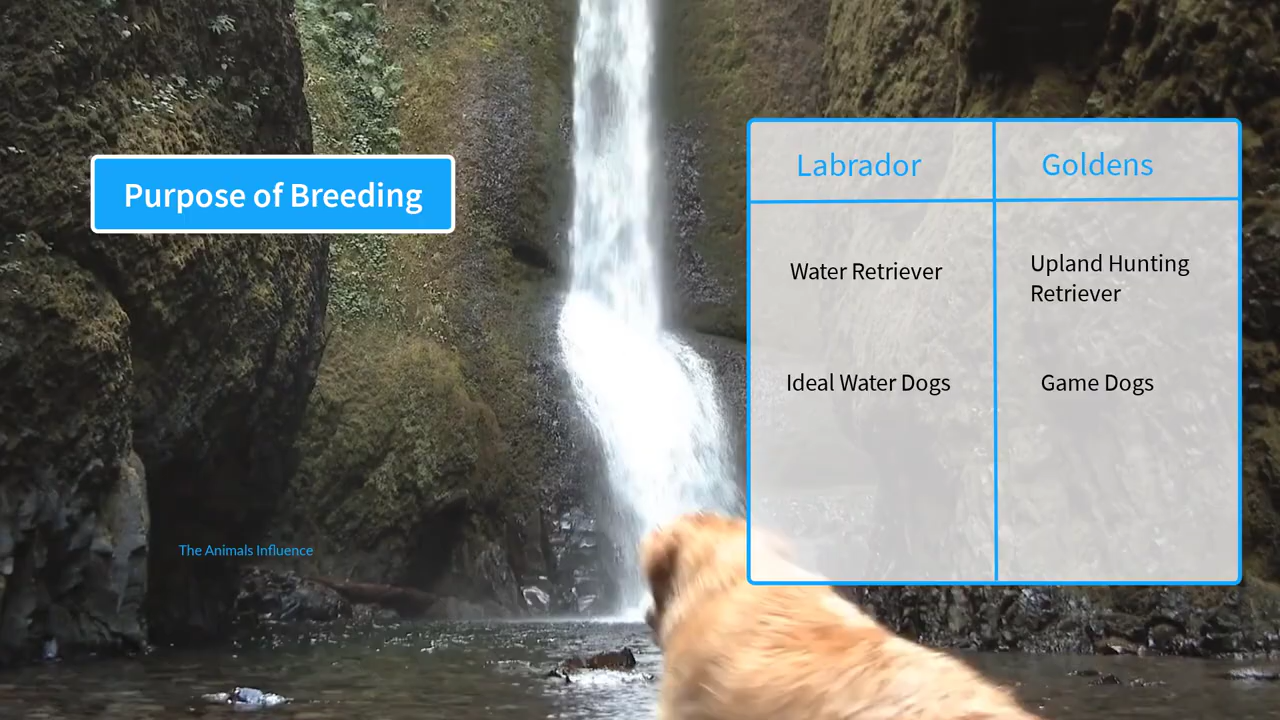 Purpose of Breeding
Labrador
Goldens
Water Retriever
Upland Hunting
Retriever
Ideal Water Dogs
Game Dogs
The Animals Influence